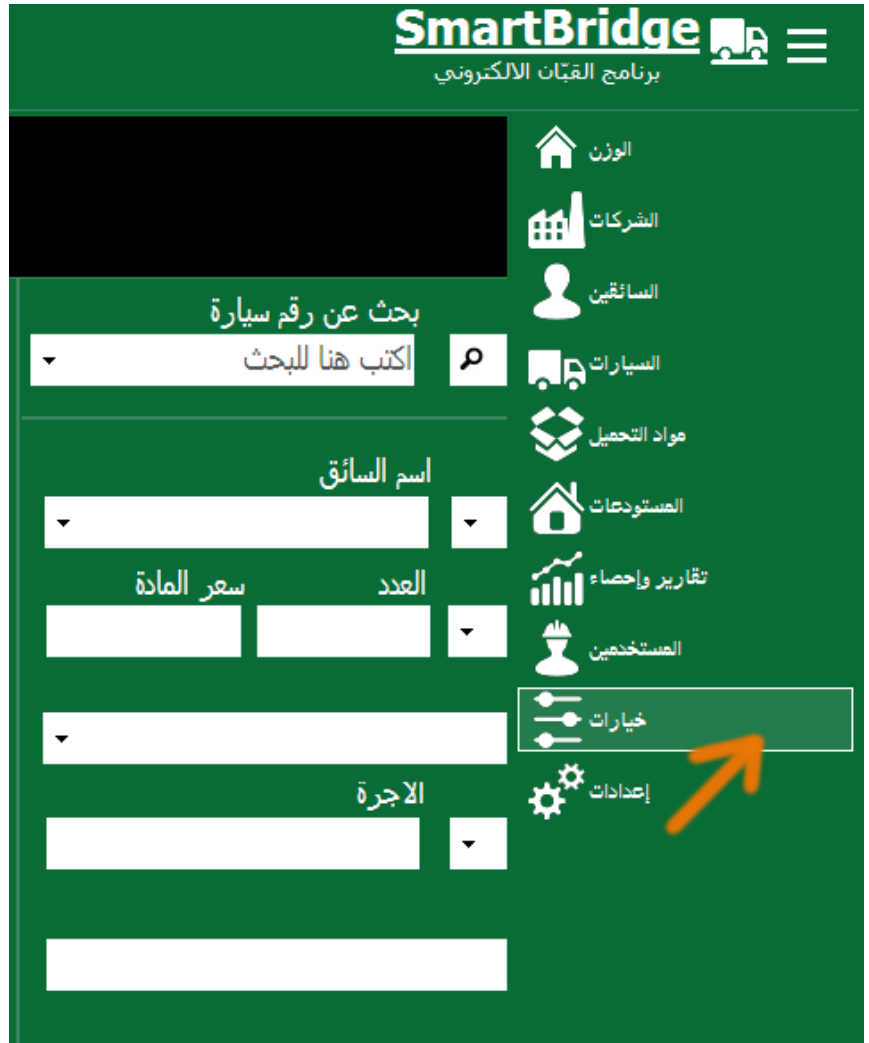 SmartBridge
برنامج القبّان الالكتروني
الوزن
الشركات
السائقين
السيارات
مواد التحميل
المستودعات
تقارير وإحصاء
المستخدمين
خيارات
إعدادات
بحث عن رقم سيارة
اكتب هنا للبحث
اسم السائق
العدد سعر المادة
الاجرة